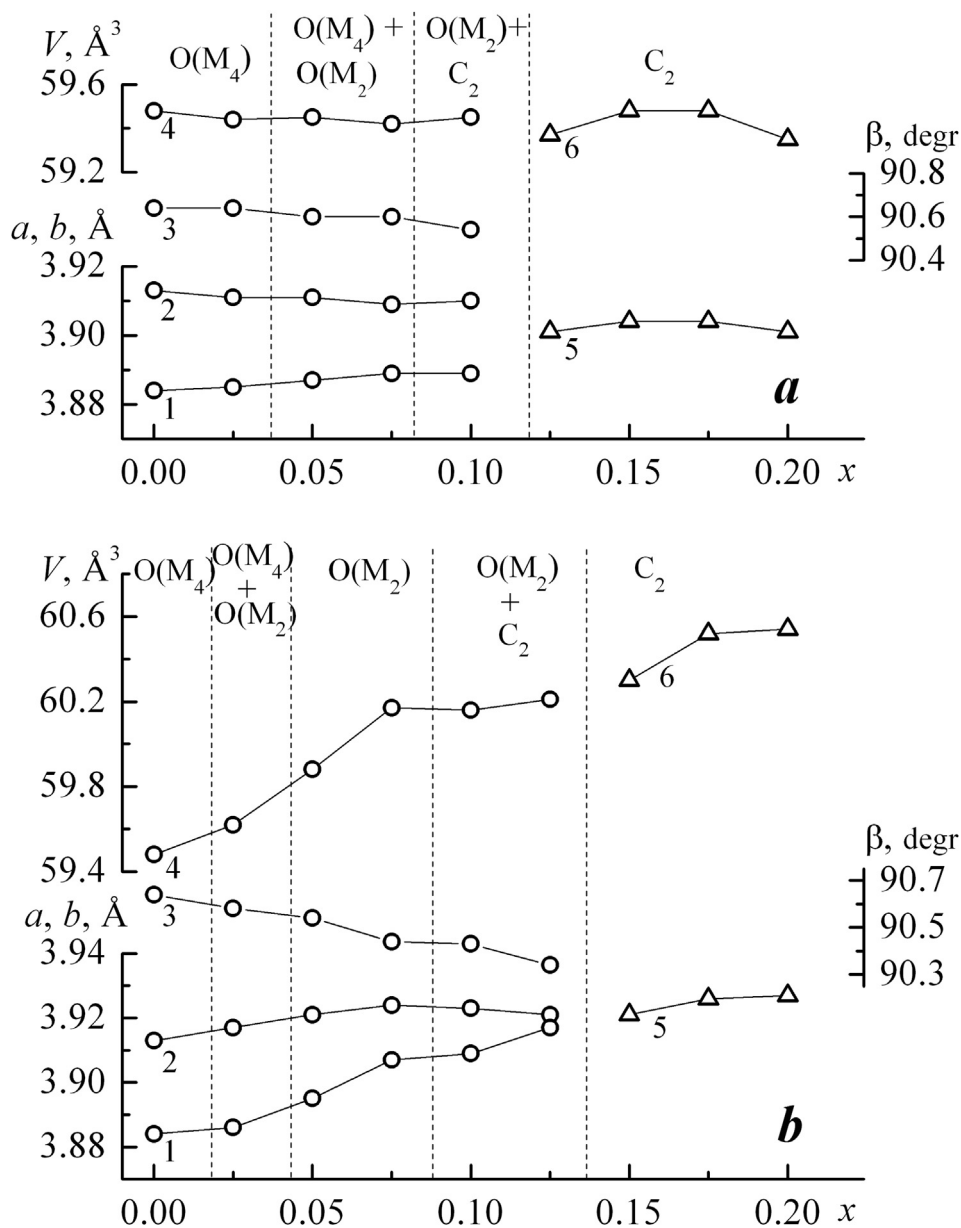 O(M₄) + O(M₂)+
V, Å³ O(M₄) O(M₂) C₂ C₂
59.6
4 6 β, degr
59.2 90.8
3 90.6
a, b, Å 90.4
3.92
2
3.90 5
3.88 1 a
0.00 0.05 0.10 0.15 0.20 x
V, Å³ O(M₄) O(M₄) O(M₂) O(M₂) C₂
+ +
O(M₂) C₂
60.6
6
60.2
59.8
59.4 4 β, degr
3 90.7
a, b, Å 90.5
3.94 90.3
3.92 5
2
3.90
3.88 1 b
0.00 0.05 0.10 0.15 0.20 x